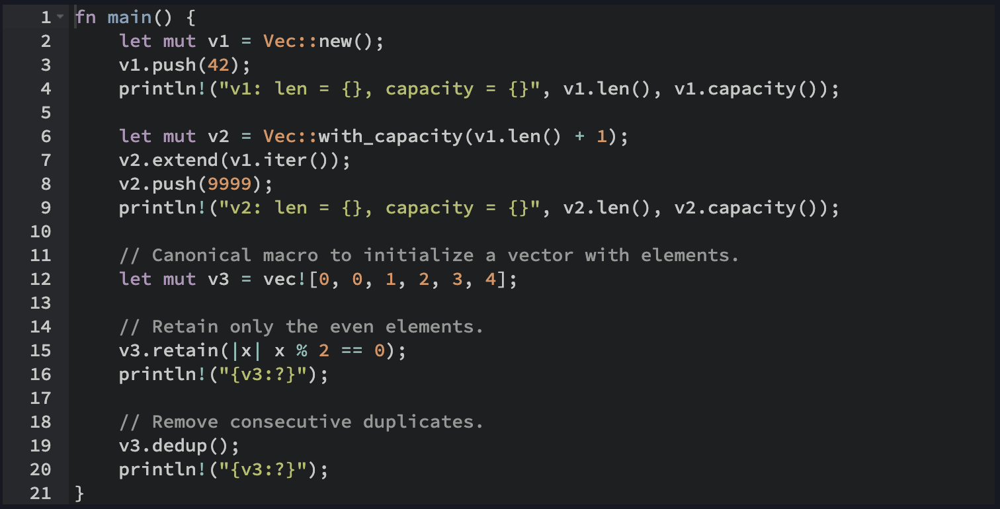 1 fn main() {
2     let mut v1 = Vec::new();
3     v1.push(42);
4     println!("v1: len = {}, capacity = {}", v1.len(), v1.capacity());
5
6     let mut v2 = Vec::with_capacity(v1.len() + 1);
7     v2.extend(v1.iter());
8     v2.push(9999);
9     println!("v2: len = {}, capacity = {}", v2.len(), v2.capacity());
10
11     // Canonical macro to initialize a vector with elements.
12     let mut v3 = vec![0, 0, 1, 2, 3, 4];
13
14     // Retain only the even elements.
15     v3.retain(|x| x % 2 == 0);
16     println!("{v3:?}");
17
18     // Remove consecutive duplicates.
19     v3.dedup();
20     println!("{v3:?}");
21 }